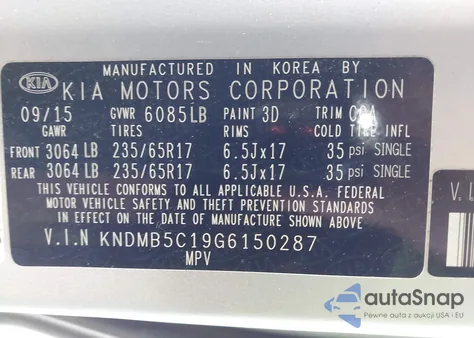 MANUFACTURED IN KOREA BY
KIA KIA MOTORS CORPORATION
09/15 GVWR 6085LB PAINT 3D TRIM
GAWR TIRES RIMS COLD TIRE INFL
FRONT 3064 LB 235/65R17 6.5Jx17 35 psi SINGLE
REAR 3064 LB 235/65R17 6.5Jx17 35 psi SINGLE
THIS VEHICLE CONFORMS TO ALL APPLICABLE U.S.A. FEDERAL
MOTOR VEHICLE SAFETY AND THEFT PREVENTION STANDARDS
IN EFFECT ON THE DATE OF MANUFACTURE SHOWN ABOVE.
V.I.N KNDMB5C19G6150287
MPV
V.
autoSnap
Pewne auta z aukcji USA i EU